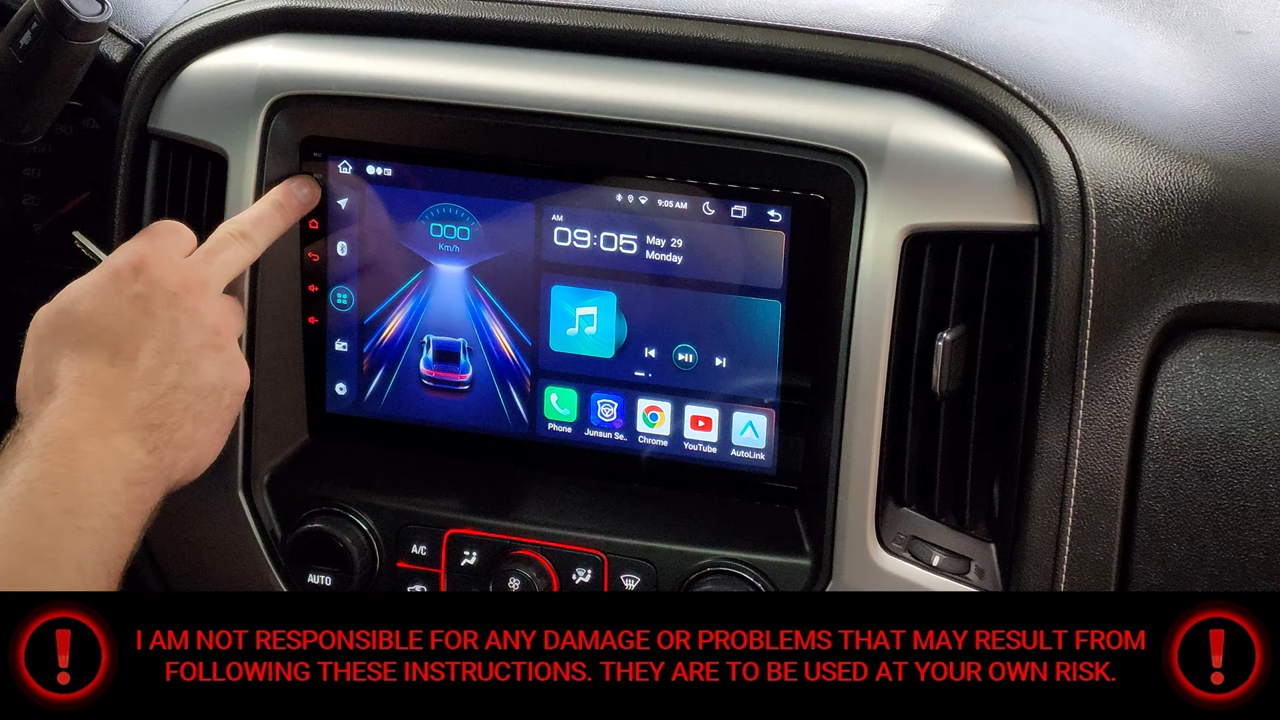 9:05 AM
000
Km/h
AM
09:05
May 29
Monday
Phone
Junsun Se..
Chrome
YouTube
AutoLink
A/C
AUTO
I AM NOT RESPONSIBLE FOR ANY DAMAGE OR PROBLEMS THAT MAY RESULT FROM
FOLLOWING THESE INSTRUCTIONS. THEY ARE TO BE USED AT YOUR OWN RISK.